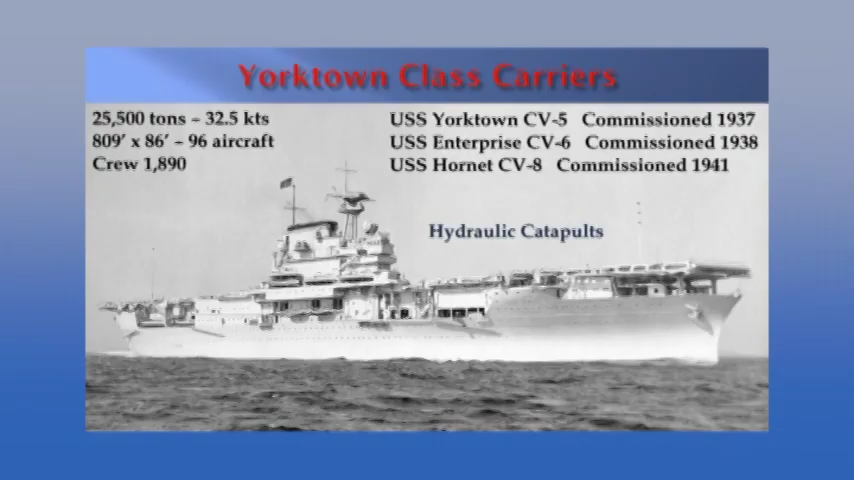 Yorktown Class Carriers
25,500 tons – 32.5 kts
809′ x 86′ – 96 aircraft
Crew 1,890
USS Yorktown CV-5 Commissioned 1937
USS Enterprise CV-6 Commissioned 1938
USS Hornet CV-8 Commissioned 1941
Hydraulic Catapults